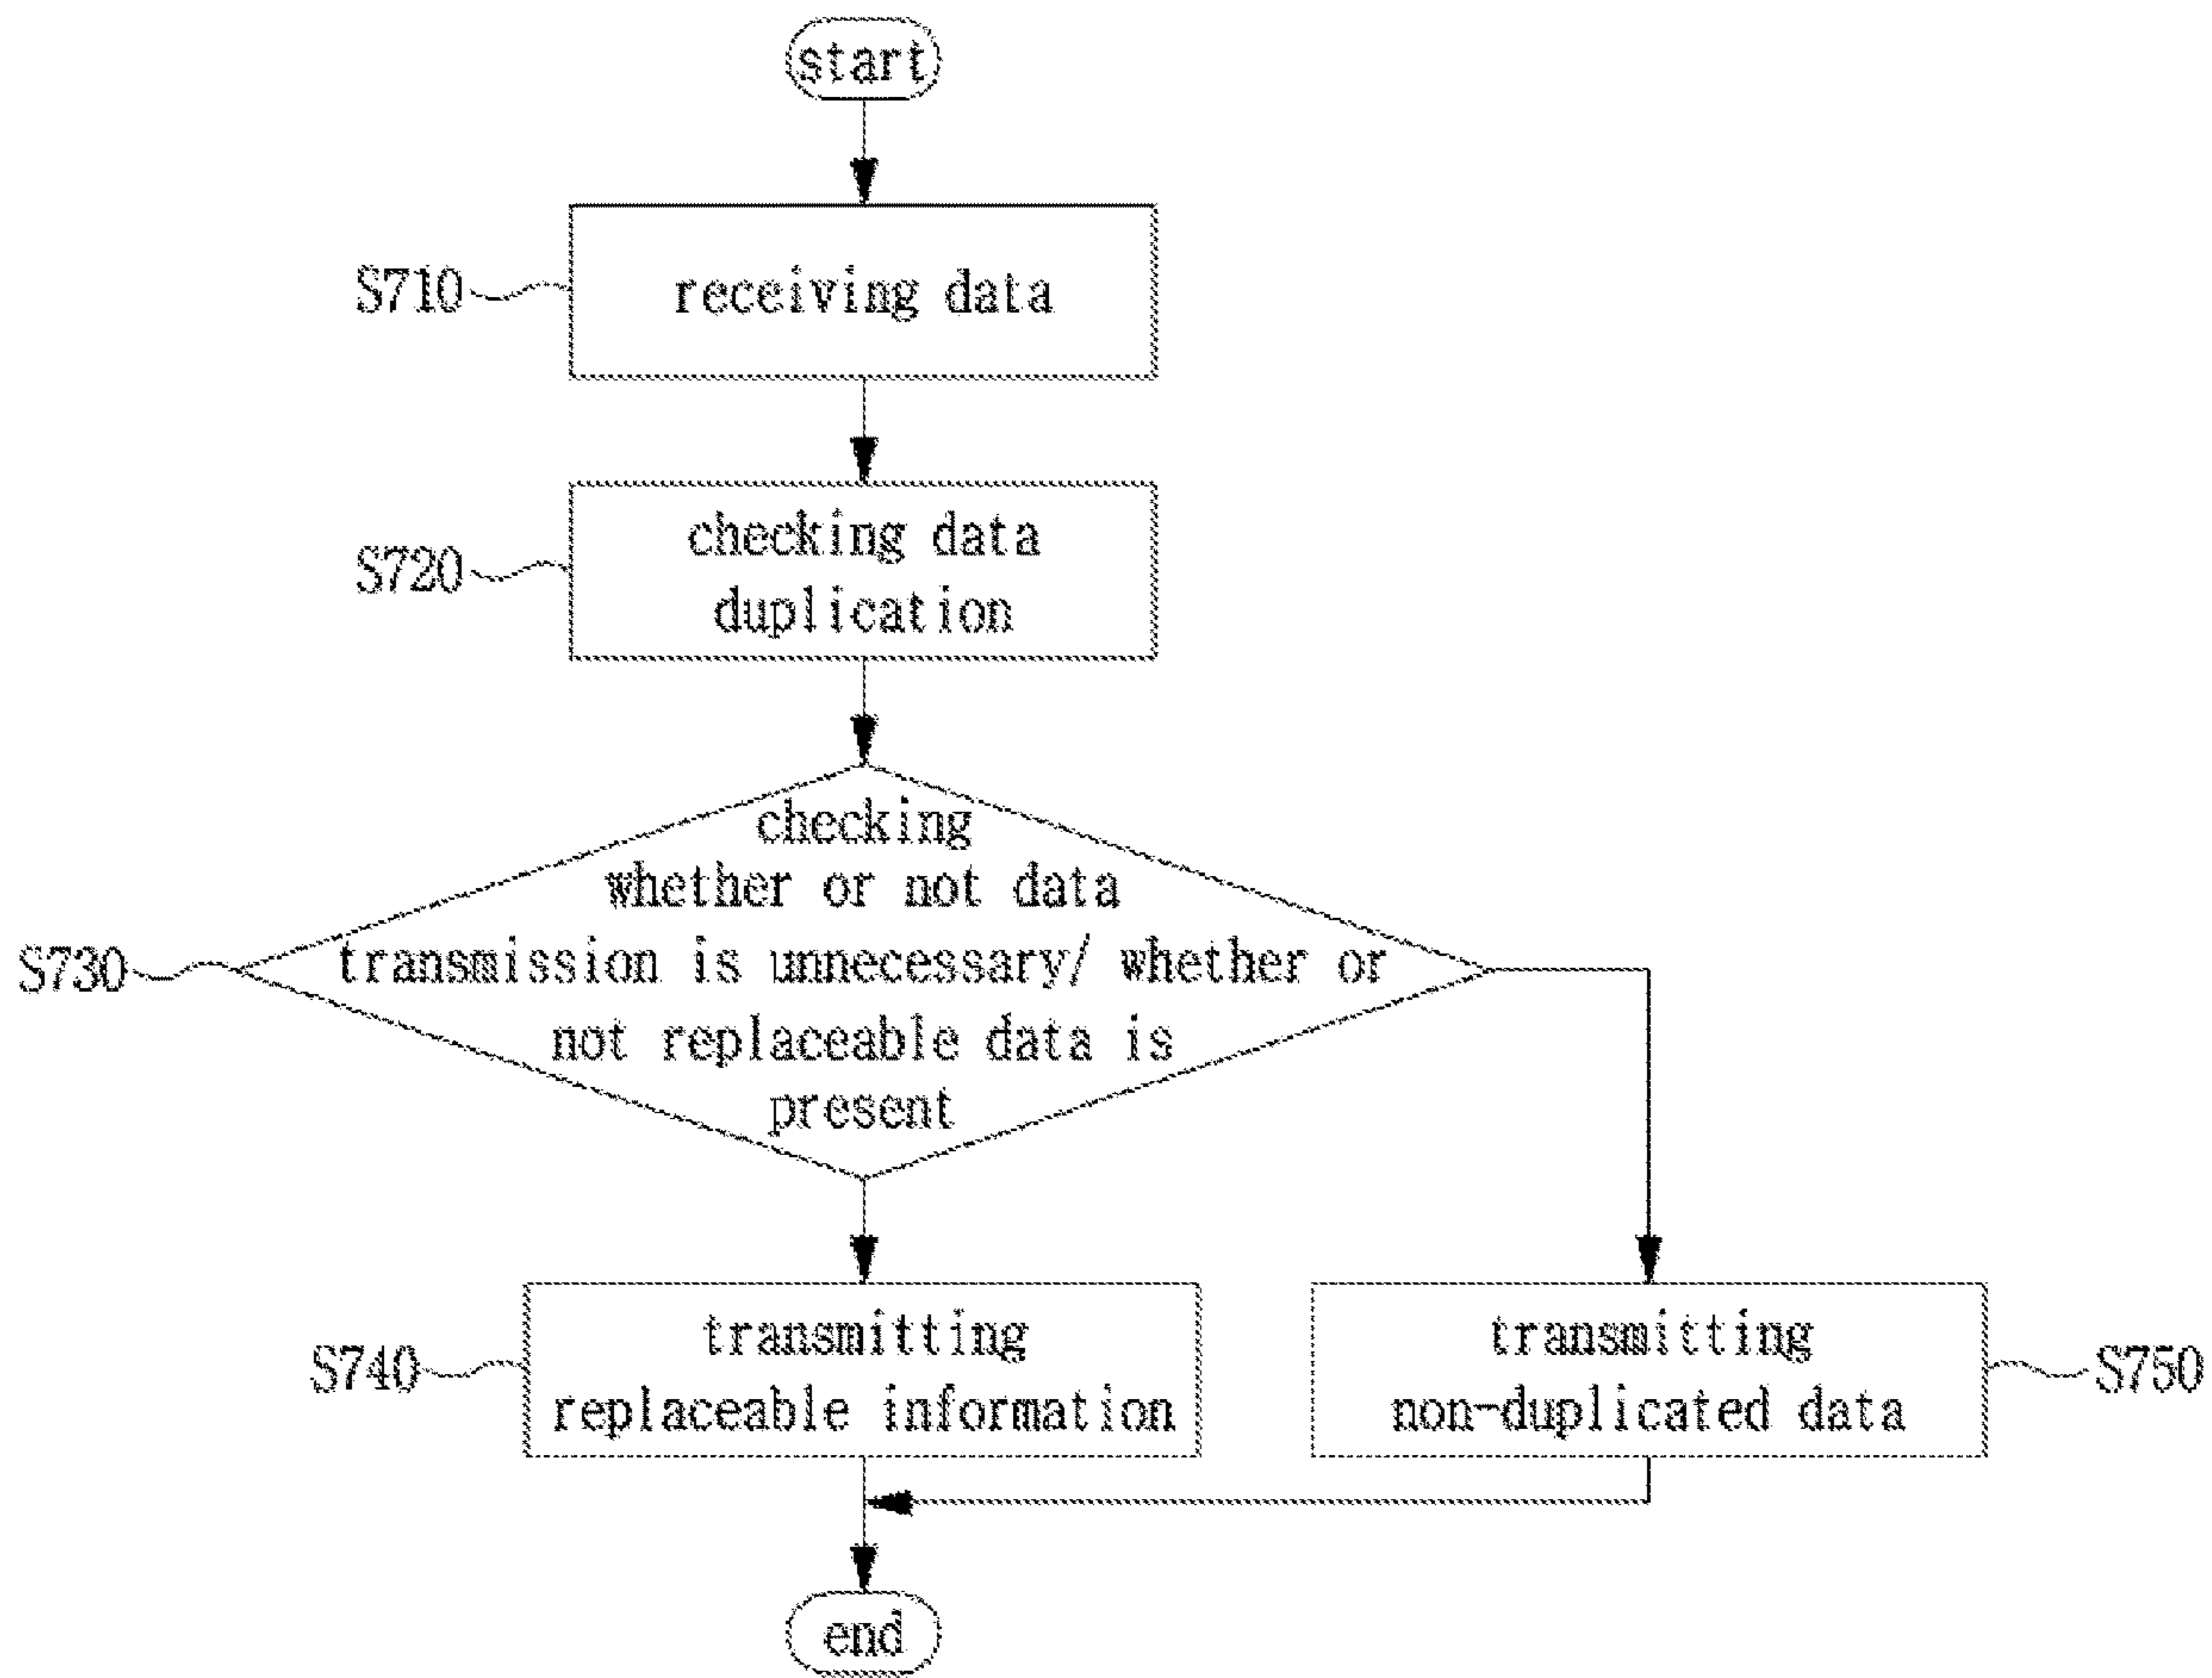 start
S710
receiving data
S720
checking data
duplication
checking
whether or not data
S730
transmission is unnecessary/ whether or
not replaceable data is
present
S740
transmitting
replaceable information
transmitting
non-duplicated data
S750
end